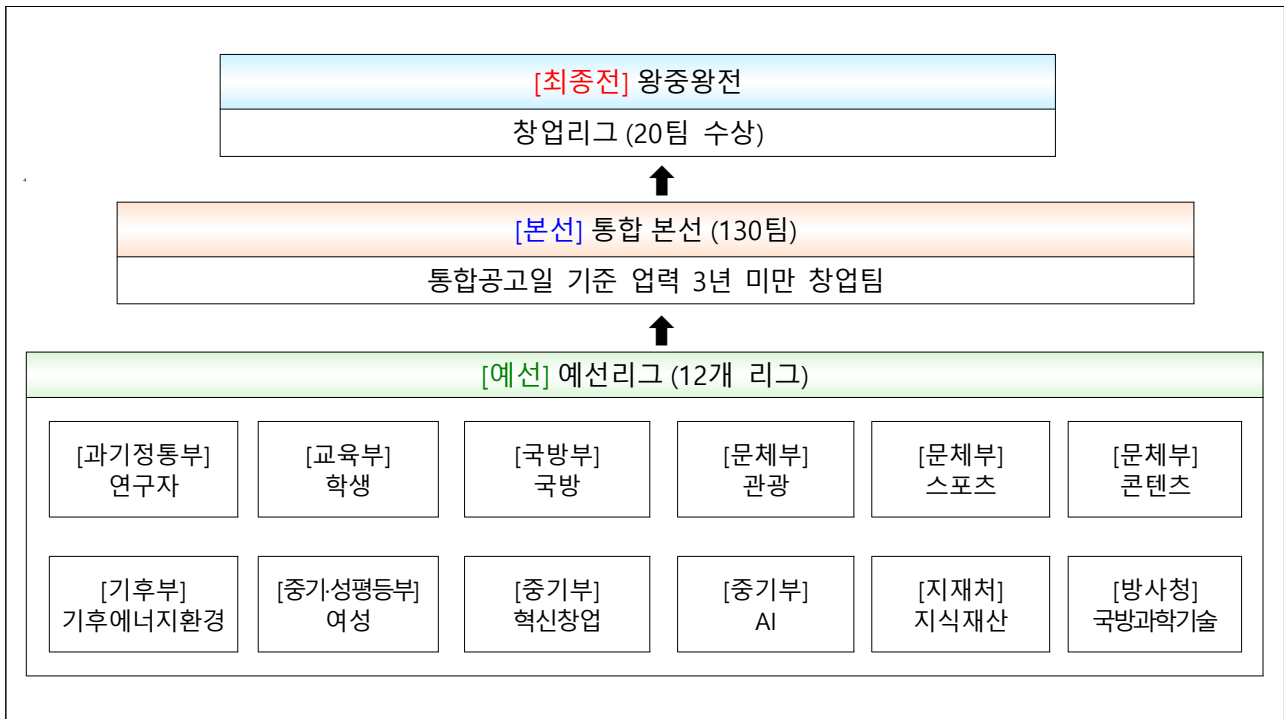 [최종전] 왕중왕전
창업리그 (20팀 수상)
[본선] 통합 본선 (130팀)
통합공고일 기준 업력 3년 미만 창업팀
[예선] 예선리그 (12개 리그)
[과기정통부]
연구자
[교육부]
학생
[국방부]
국방
[문체부]
관광
[문체부]
스포츠
[문체부]
콘텐츠
[기후부]
기후에너지환경
[중기·성평등부]
여성
[중기부]
혁신창업
[중기부]
AI
[지재처]
지식재산
[방사청]
국방과학기술